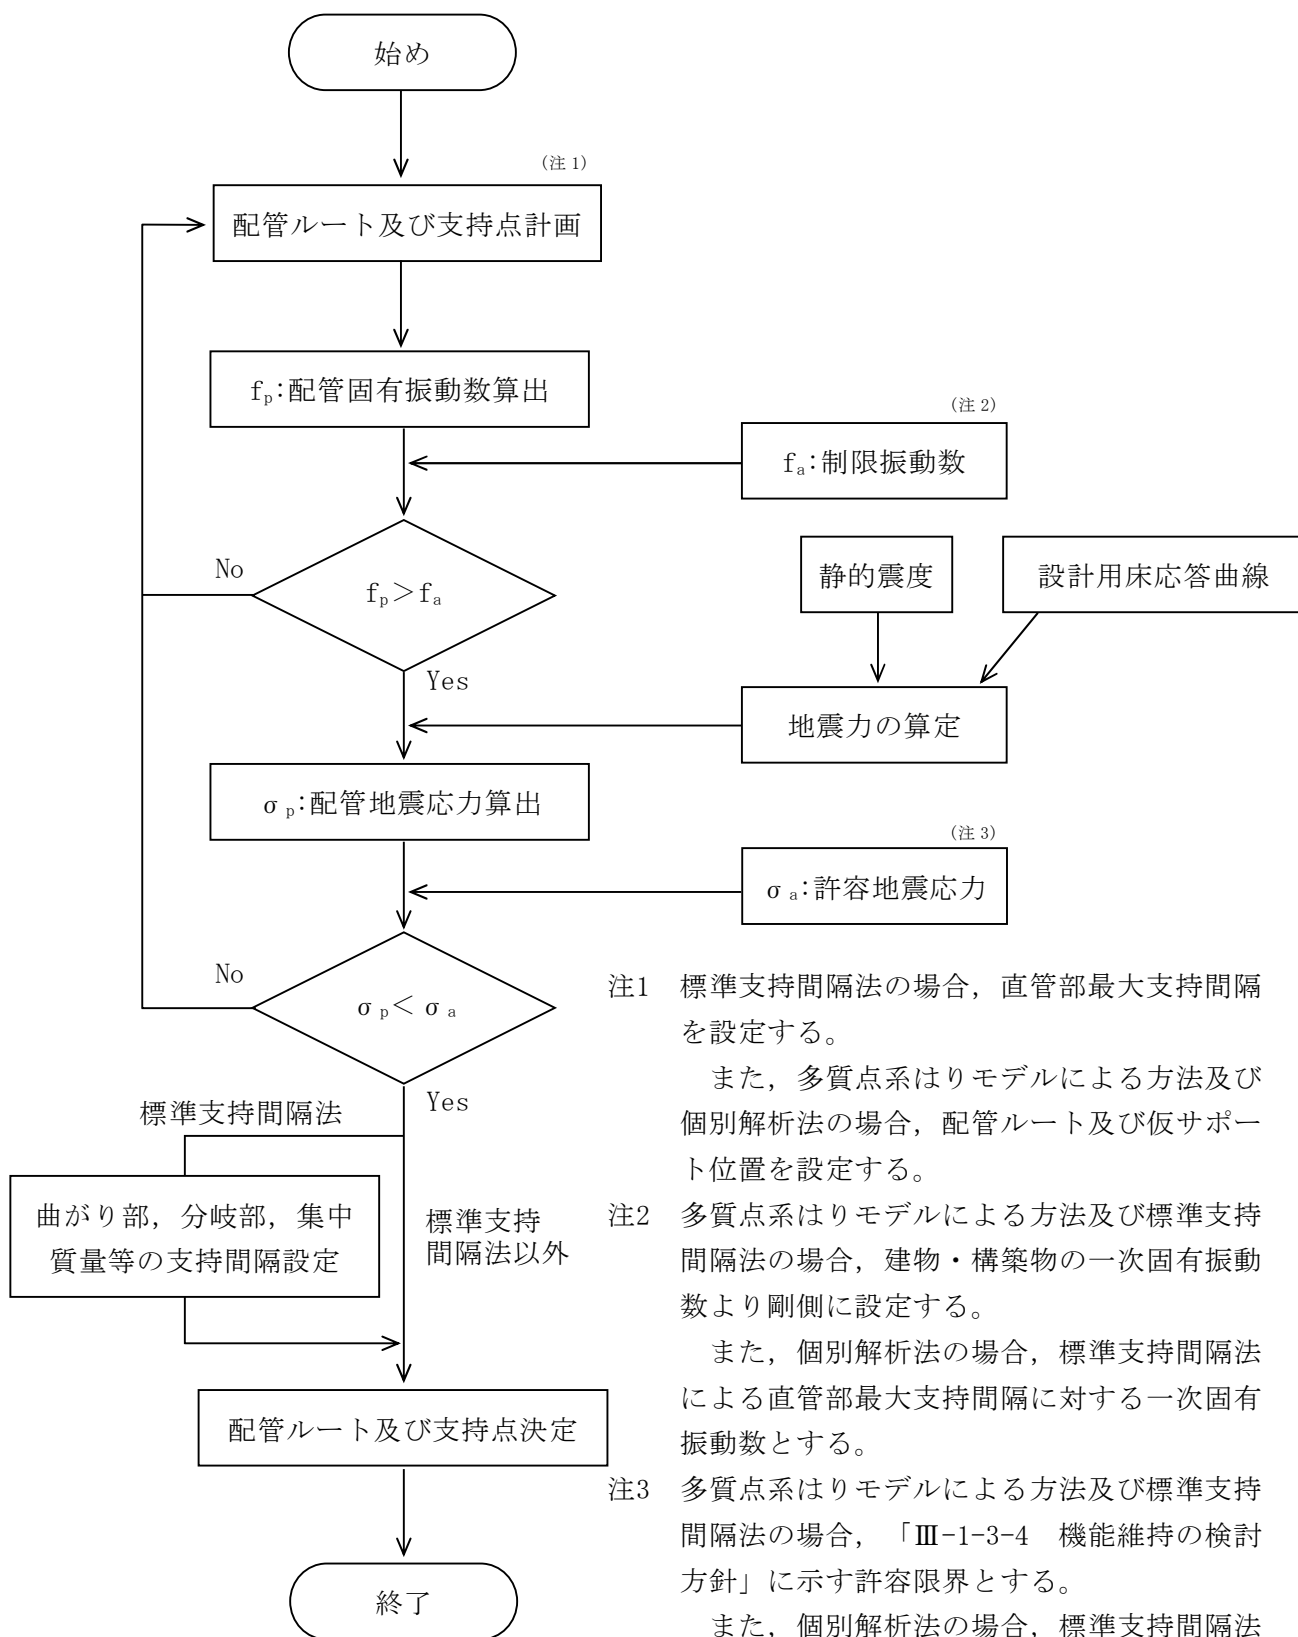 始め
(注 1)
配管ルート及び支持点計画
fp:配管固有振動数算出
(注 2)
fa:制限振動数
No
fp＞fa
静的震度
設計用床応答曲線
Yes
地震力の算定
σp:配管地震応力算出
(注 3)
σa:許容地震応力
No
σp＜σa
Yes
標準支持間隔法
曲がり部，分岐部，集中
質量等の支持間隔設定
標準支持
間隔法以外
配管ルート及び支持点決定
終了
注1 標準支持間隔法の場合，直管部最大支持間隔
を設定する。
また，多質点系はりモデルによる方法及び
個別解析法の場合，配管ルート及び仮サポー
ト位置を設定する。
注2 多質点系はりモデルによる方法及び標準支持
間隔法の場合，建物・構築物の一次固有振動
数より剛側に設定する。
また，個別解析法の場合，標準支持間隔法
による直管部最大支持間隔に対する一次固有
振動数とする。
注3 多質点系はりモデルによる方法及び標準支持
間隔法の場合，「Ⅲ-1-3-4 機能維持の検討
方針」に示す許容限界とする。
また，個別解析法の場合，標準支持間隔法